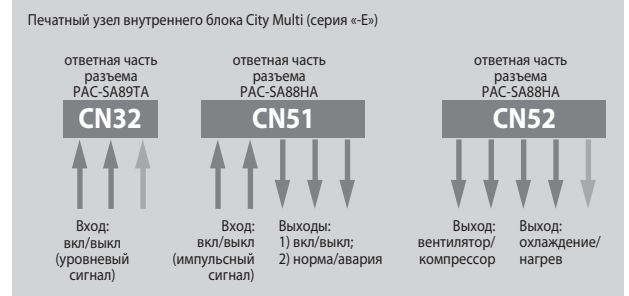 Печатный узел внутреннего блока City Multi (серия «-E»)
ответная часть
разъема
PAC-SA89TA
CN32
ответная часть
разъема
PAC-SA88HA
CN51
ответная часть
разъема
PAC-SA88HA
CN52
Вход:
вкл/выкл
(уровневый
сигнал)
Вход:
вкл/выкл
(импульсный
сигнал)
Выходы:
1) вкл/выкл;
2) норма/авария
Выход:
вентилятор/
компрессор
Выход:
охлаждение/
нагрев